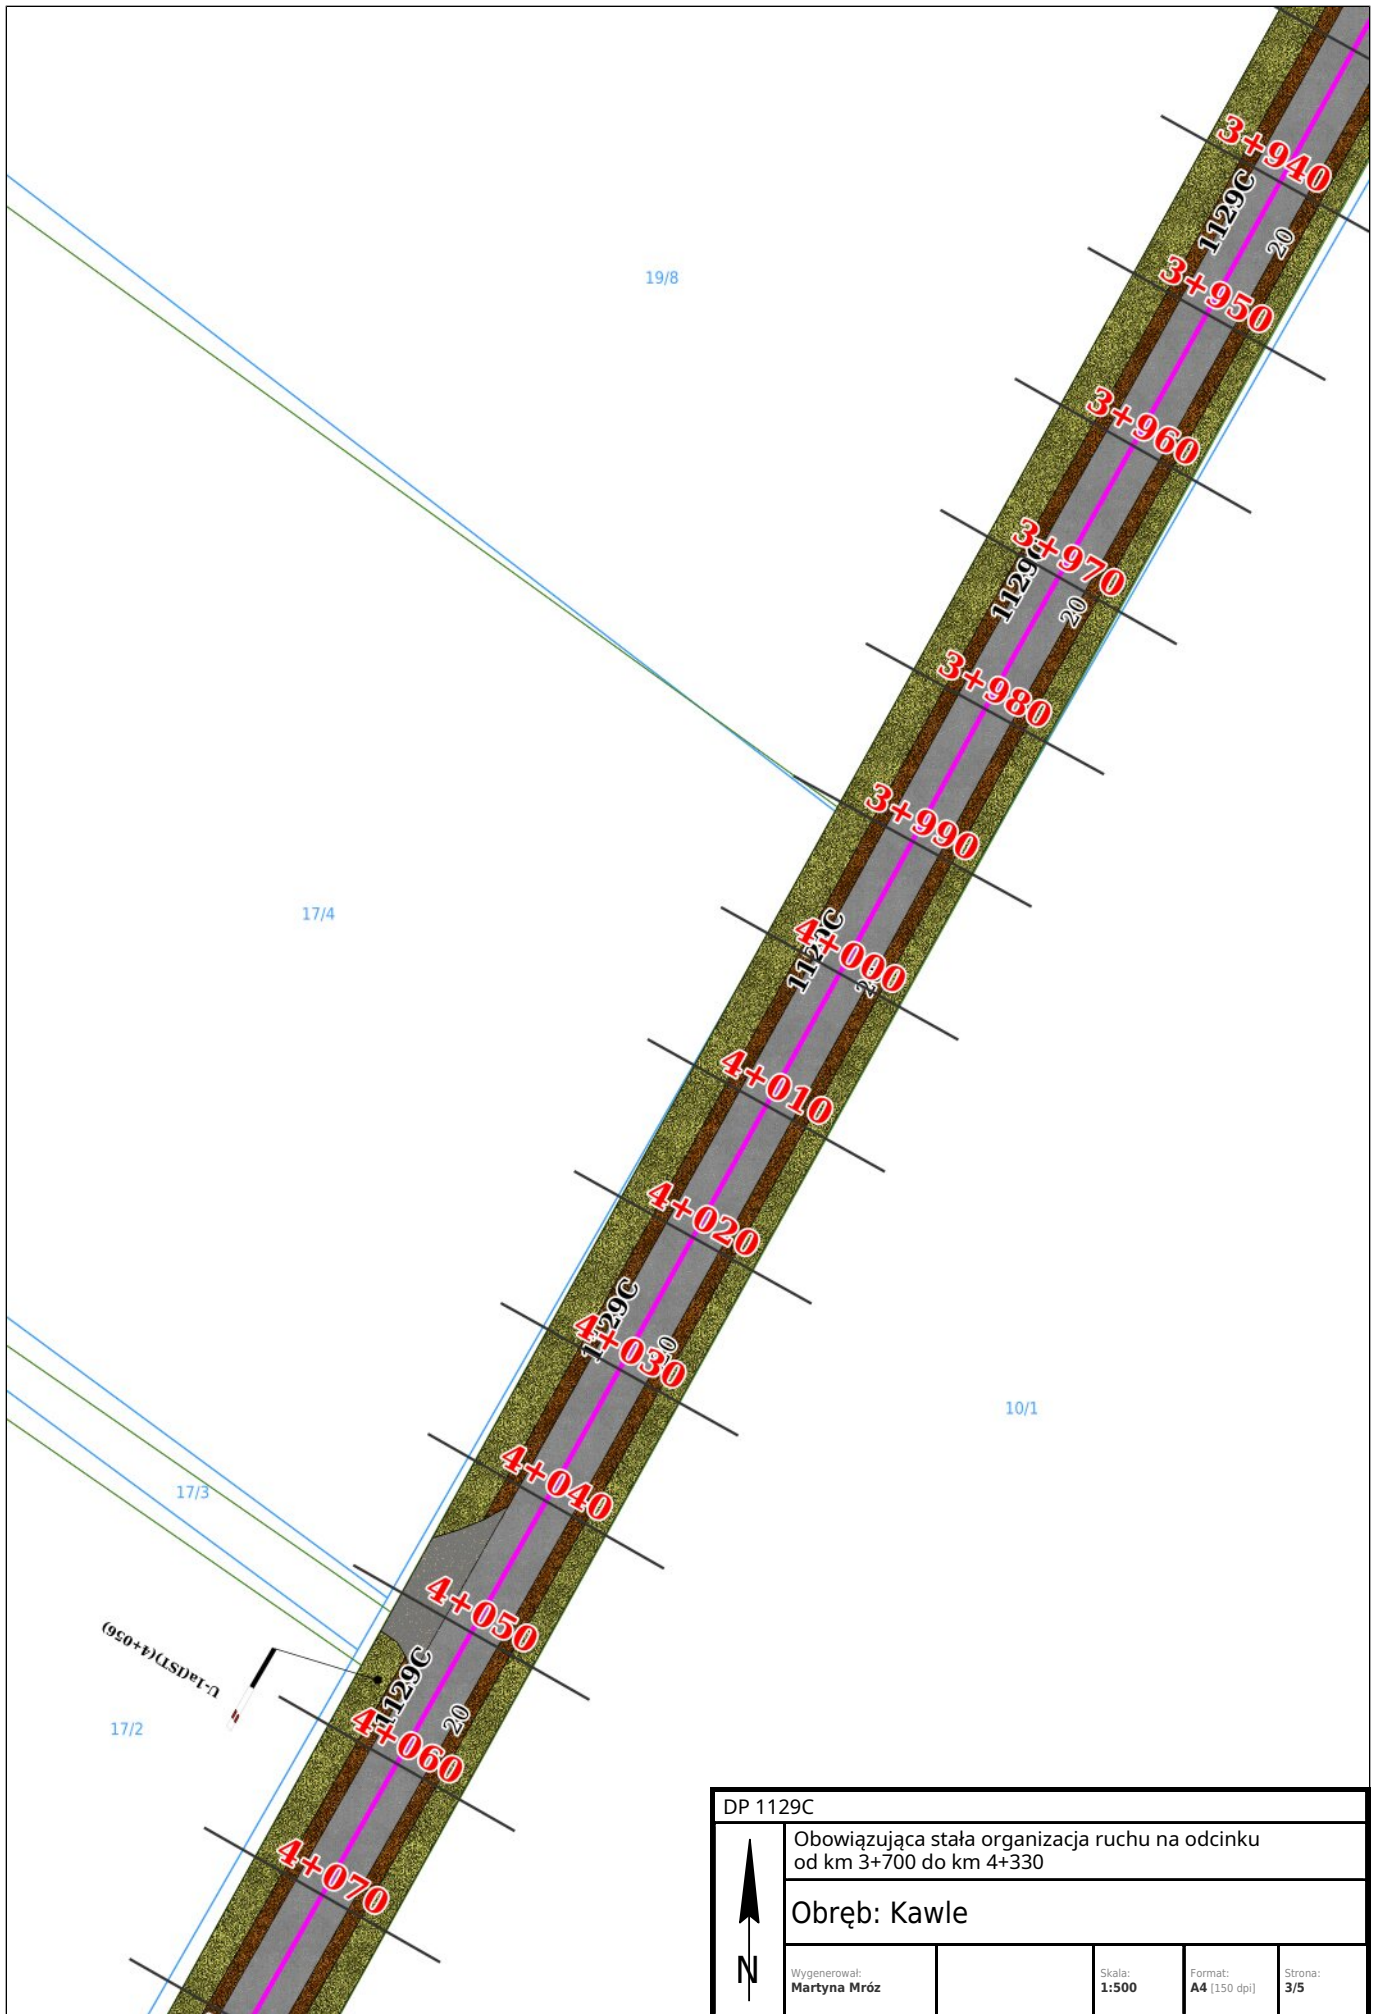 3+940
1129C
20
3+950
19/8
3+960
3+970
1129C
20
3+980
3+990
17/4
4+000
4+010
4+020
1129C
4+030
10/1
4+040
17/3
4+050
U-1a(IST)(4+056)
1129C
20
17/2
4+060
4+070
DP 1129C
Obowiązująca stała organizacja ruchu na odcinku
od km 3+700 do km 4+330
Obręb: Kawle
N
Wygenerował:
Martyna Mróz
Skala:
1:500
Format:
A4 [150 dpi]
Strona:
3/5